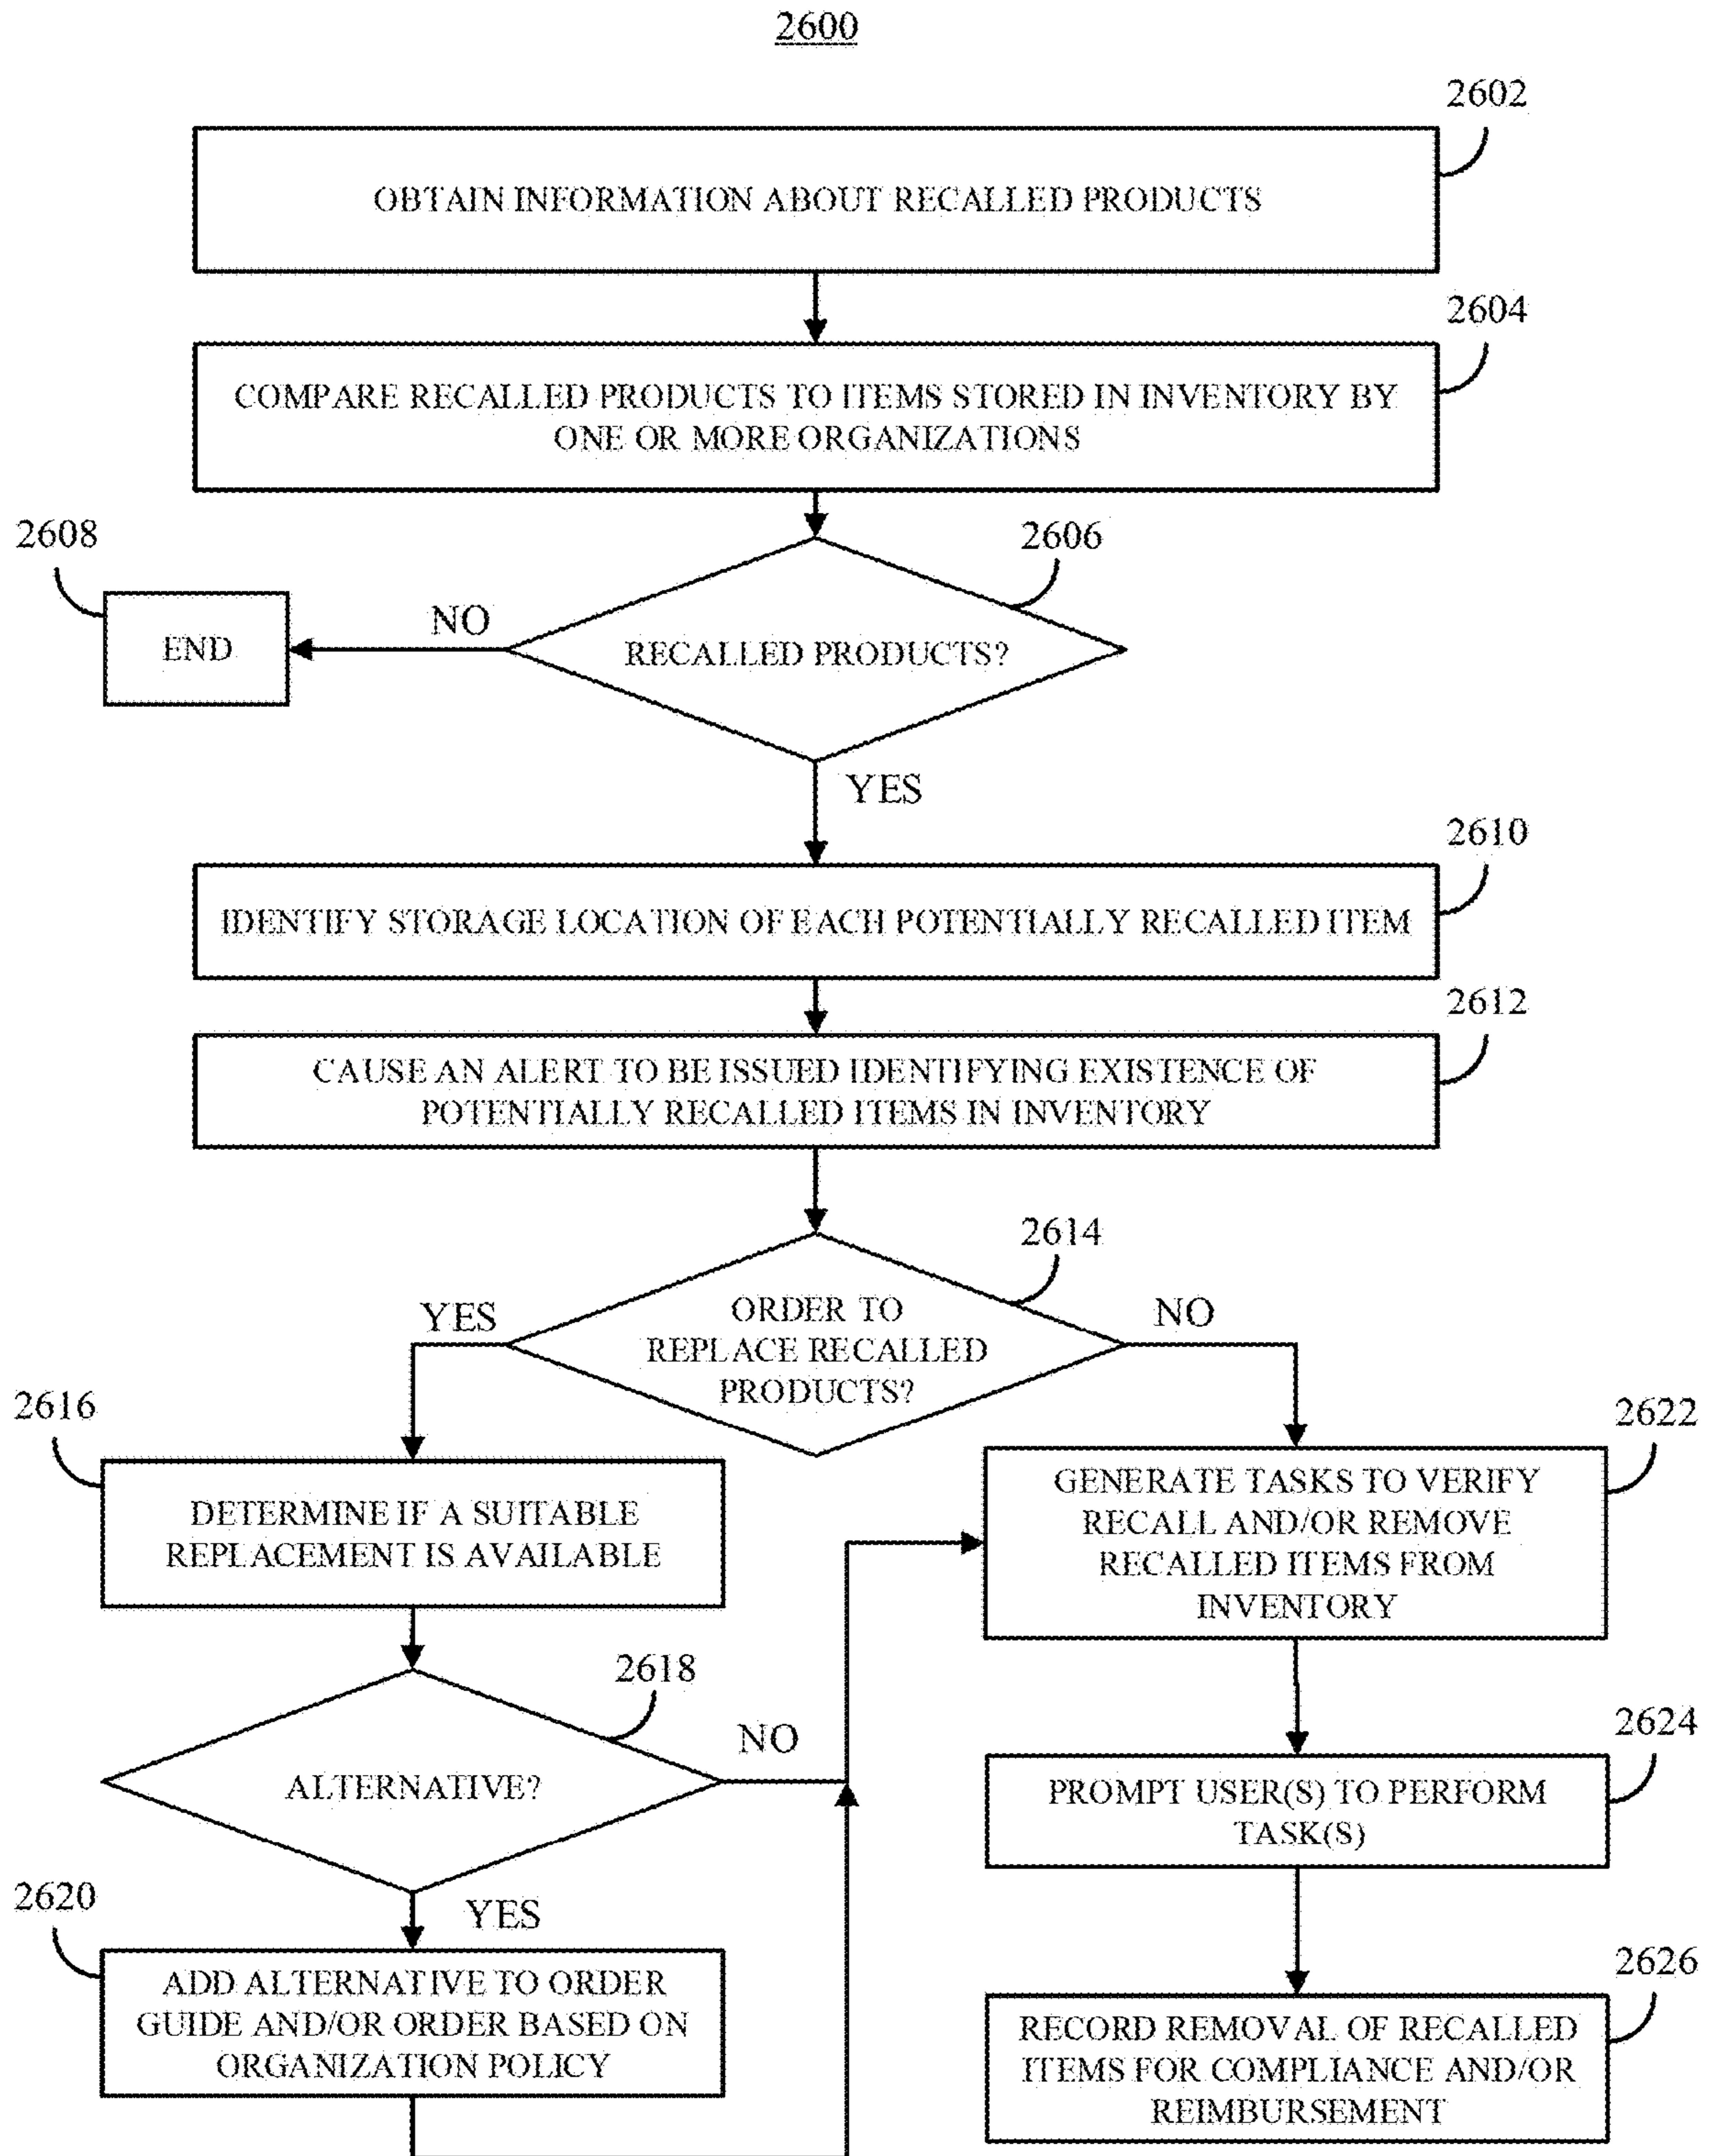 2600
2602
OBTAIN INFORMATION ABOUT RECALLED PRODUCTS
2604
COMPARE RECALLED PRODUCTS TO ITEMS STORED IN INVENTORY BY
ONE OR MORE ORGANIZATIONS
2606
2608
RECALLED PRODUCTS?
NO
END
YES
2610
IDENTIFY STORAGE LOCATION OF EACH POTENTIALLY RECALLED ITEM
2612
CAUSE AN ALERT TO BE ISSUED IDENTIFYING EXISTENCE OF
POTENTIALLY RECALLED ITEMS IN INVENTORY
2614
ORDER TO
REPLACE RECALLED
PRODUCTS?
YES
NO
2616
DETERMINE IF A SUITABLE
REPLACEMENT IS AVAILABLE
2618
ALTERNATIVE?
NO
YES
2620
ADD ALTERNATIVE TO ORDER
GUIDE AND/OR ORDER BASED ON
ORGANIZATION POLICY
2622
GENERATE TASKS TO VERIFY
RECALL AND/OR REMOVE
RECALLED ITEMS FROM
INVENTORY
2624
PROMPT USER(S) TO PERFORM
TASK(S)
2626
RECORD REMOVAL OF RECALLED
ITEMS FOR COMPLIANCE AND/OR
REIMBURSEMENT